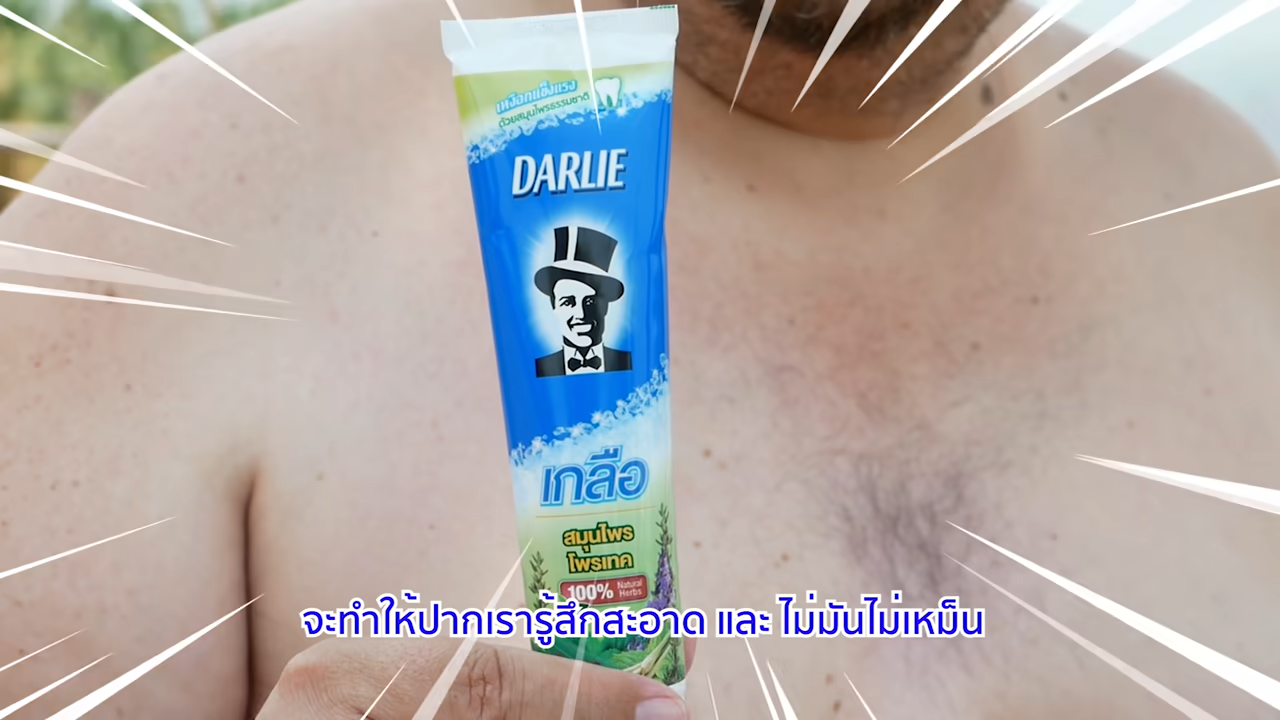 เหงือกแข็งแรง
ด้วยสมุนไพรธรรมชาติ
DARLIE
เกลือ
สมุนไพร
โพรเทค
100% Natural Herbs
จะทำให้ปากเรารู้สึกสะอาด และ ไม่มันไม่เหม็น